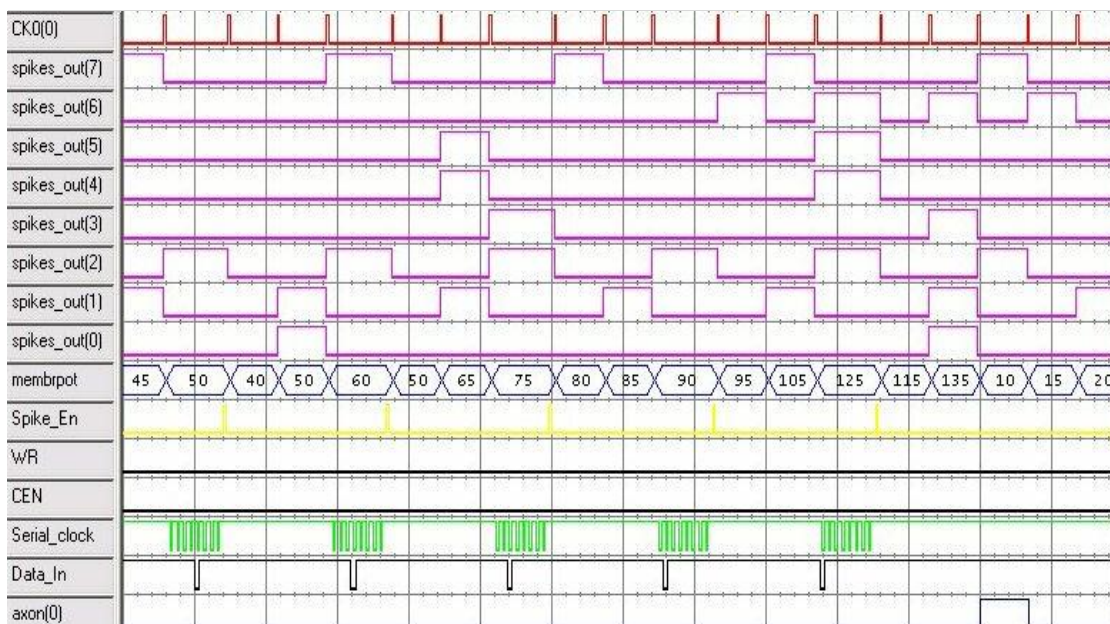 CK0(0)
spikes_out(7)
spikes_out(6)
spikes_out(5)
spikes_out(4)
spikes_out(3)
spikes_out(2)
spikes_out(1)
spikes_out(0)
membrpot 45 50 40 50 60 50 65 75 80 85 90 95 105 125 115 135 10 15 20
Spike_En
WR
CEN
Serial_clock
Data_In
axon(0)